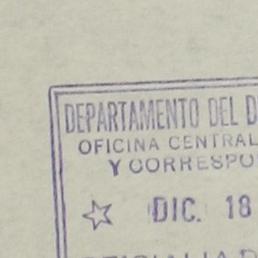 DEPARTAMENTO DEL D
OFICINA CENTRAL
Y CORRESPO
☆ DIC. 18